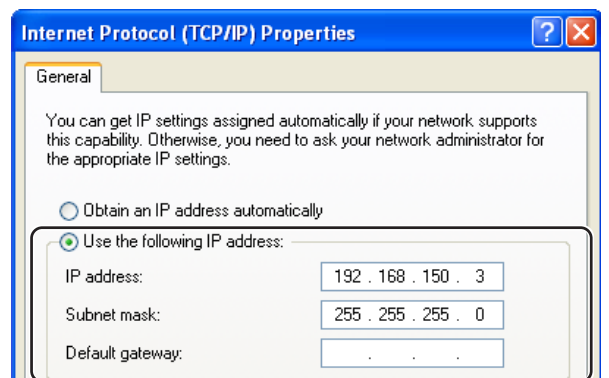 Internet Protocol (TCP/IP) Properties
General
You can get IP settings assigned automatically if your network supports
this capability. Otherwise, you need to ask your network administrator for
the appropriate IP settings.
Obtain an IP address automatically
Use the following IP address:
IP address: 192 . 168 . 150 . 3
Subnet mask: 255 . 255 . 255 . 0
Default gateway: . . .